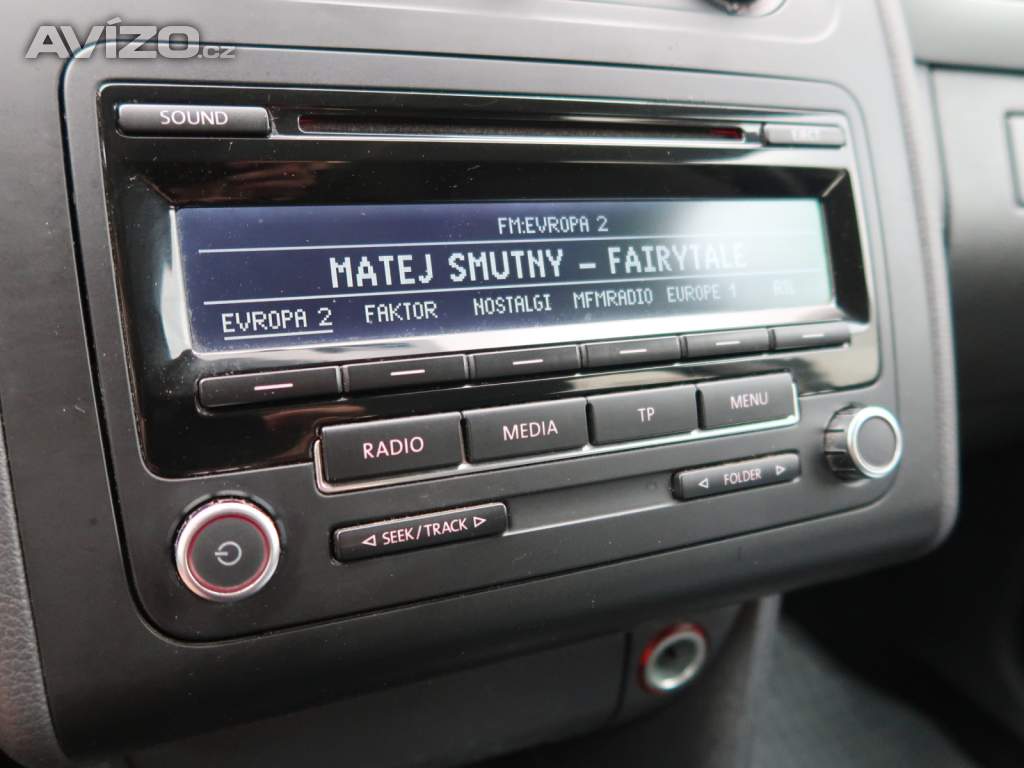 AVÍZO.cz
SOUND
FM:EVROPA 2
MATEJ SMUTNY - FAIRYTALE
EVROPA 2 FAKTOR NOSTALGI MFMRADIO EUROPE 1
RADIO MEDIA TP MENU
FOLDER
SEEK/TRACK